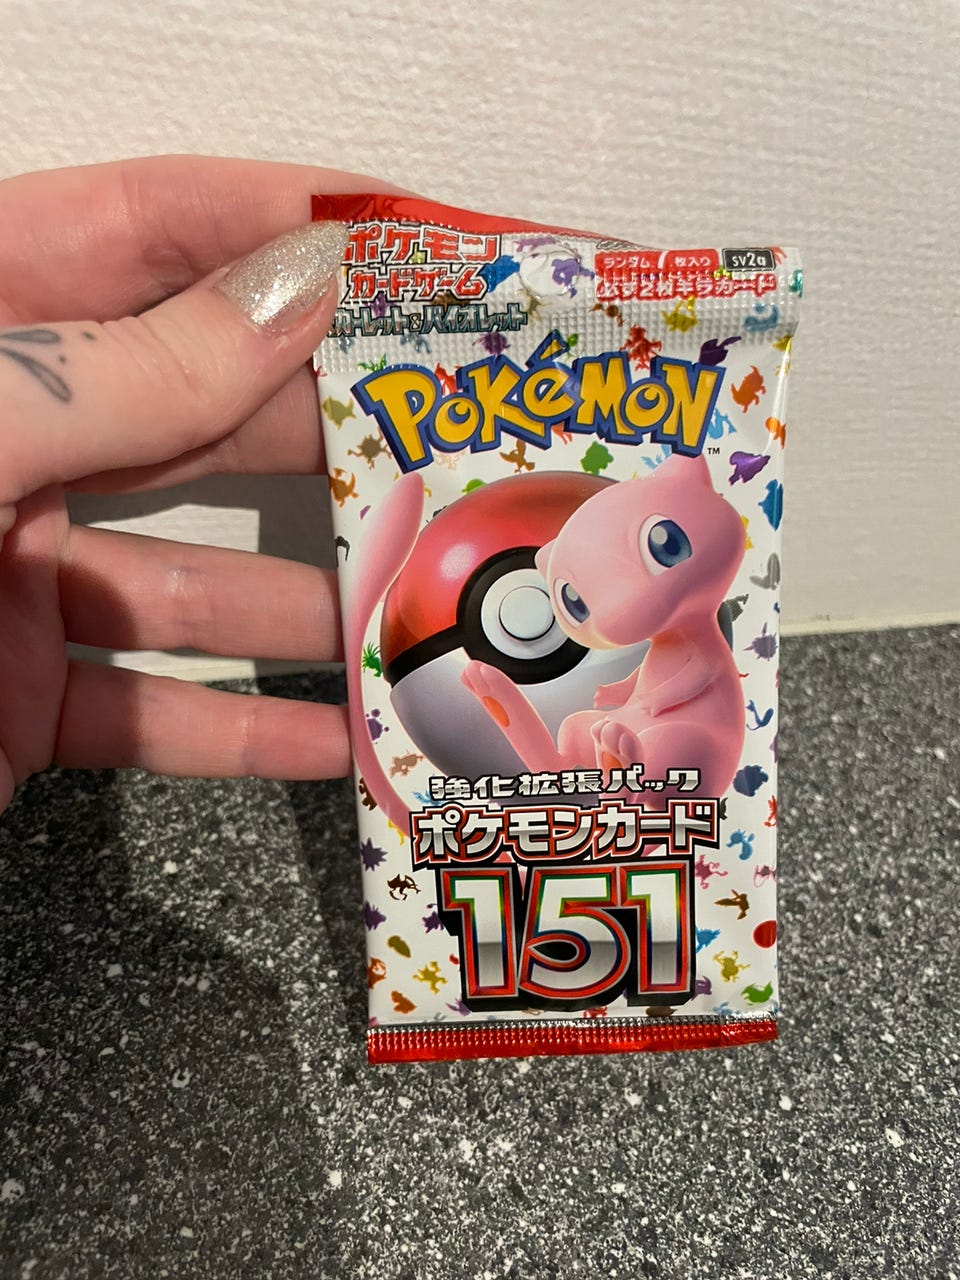 ポケモン
カードゲーム
スカーレット&バイオレット
ランダム7枚入り
SV2a
必ず2枚キラカード
POKéMON
TM
強化拡張パック
ポケモンカード
151